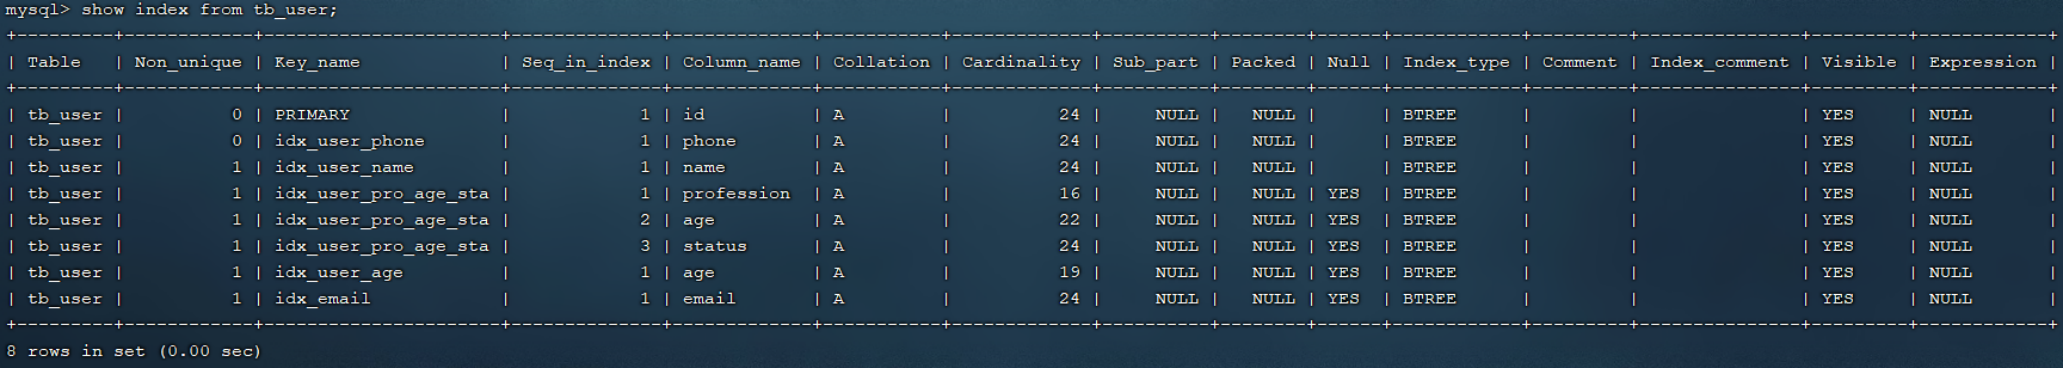 mysql> show index from tb_user;
+---------+------------+----------------------+--------------+-------------+-----------+-------------+----------+--------+------+------------+---------+---------------+---------+------------+
| Table   | Non_unique | Key_name             | Seq_in_index | Column_name | Collation | Cardinality | Sub_part | Packed | Null | Index_type | Comment | Index_comment | Visible | Expression |
+---------+------------+----------------------+--------------+-------------+-----------+-------------+----------+--------+------+------------+---------+---------------+---------+------------+
| tb_user |          0 | PRIMARY              |            1 | id          | A         |          24 |     NULL |   NULL |      | BTREE      |         |               | YES     | NULL       |
| tb_user |          0 | idx_user_phone       |            1 | phone       | A         |          24 |     NULL |   NULL |      | BTREE      |         |               | YES     | NULL       |
| tb_user |          1 | idx_user_name        |            1 | name        | A         |          24 |     NULL |   NULL |      | BTREE      |         |               | YES     | NULL       |
| tb_user |          1 | idx_user_pro_age_sta |            1 | profession  | A         |          16 |     NULL |   NULL | YES  | BTREE      |         |               | YES     | NULL       |
| tb_user |          1 | idx_user_pro_age_sta |            2 | age         | A         |          22 |     NULL |   NULL | YES  | BTREE      |         |               | YES     | NULL       |
| tb_user |          1 | idx_user_pro_age_sta |            3 | status      | A         |          24 |     NULL |   NULL | YES  | BTREE      |         |               | YES     | NULL       |
| tb_user |          1 | idx_user_age         |            1 | age         | A         |          19 |     NULL |   NULL | YES  | BTREE      |         |               | YES     | NULL       |
| tb_user |          1 | idx_email            |            1 | email       | A         |          24 |     NULL |   NULL | YES  | BTREE      |         |               | YES     | NULL       |
+---------+------------+----------------------+--------------+-------------+-----------+-------------+----------+--------+------+------------+---------+---------------+---------+------------+
8 rows in set (0.00 sec)